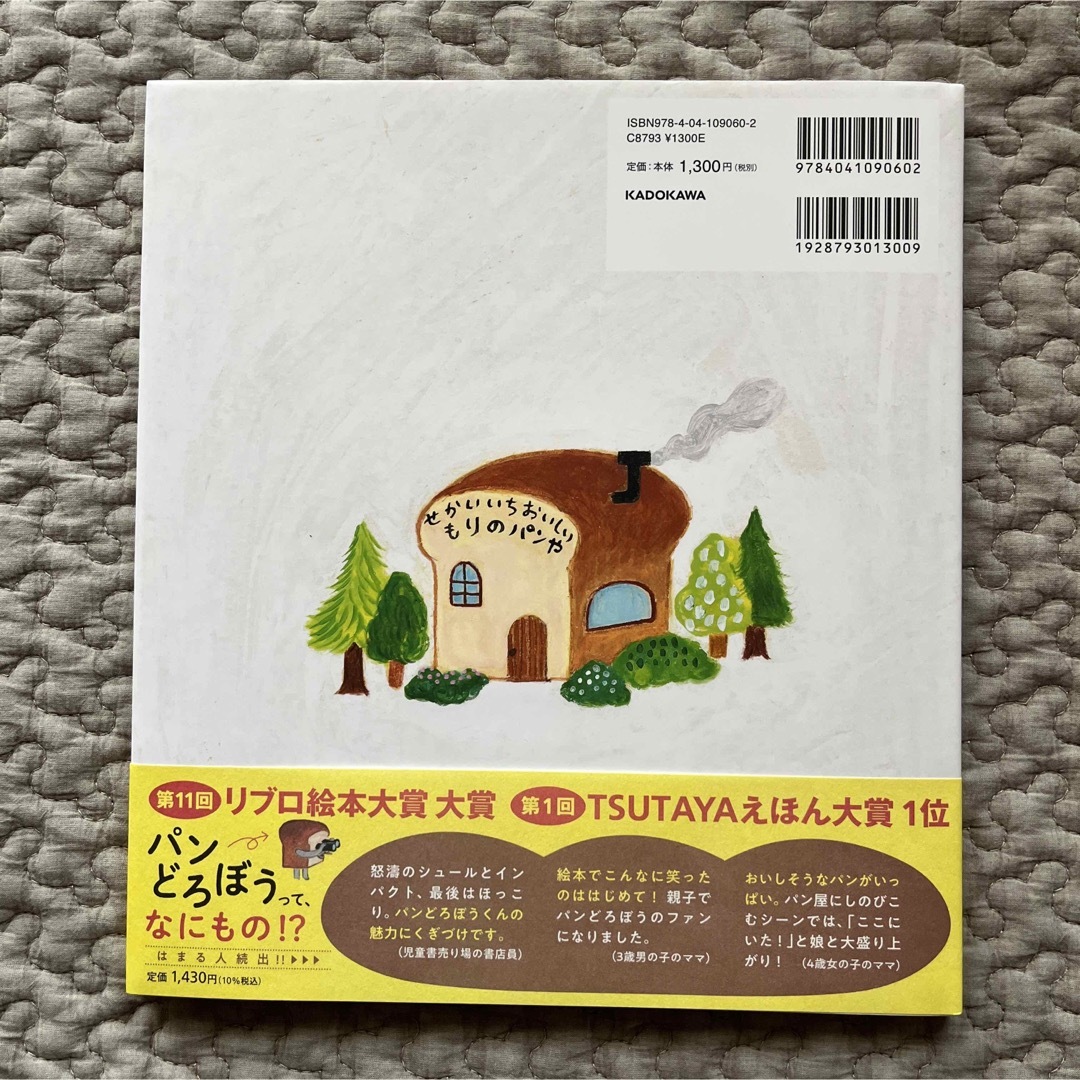 ISBN978-4-04-109060-2
C8793 ¥1300E
定価：本体 1,300円（税別）
KADOKAWA
9784041090602
1928793013009
せかいいちおいしい
もりのパンや
第11回 リブロ絵本大賞 大賞 第1回 TSUTAYAえほん大賞 1位
パン
どろぼうって、
なにもの!?
はまる人続出!!▶▶▶
定価 1,430円(10%税込)
怒濤のシュールとイン
パクト、最後はほっこ
り。パンどろぼうくんの
魅力にくぎづけです。
(児童書売り場の書店員)
絵本でこんなに笑った
のははじめて！ 親子で
パンどろぼうのファン
になりました。
(3歳男の子のママ)
おいしそうなパンがいっ
ぱい。パン屋にしのびこ
むシーンでは、「ここに
いた！」と娘と大盛り上
がり！ (4歳女の子のママ)